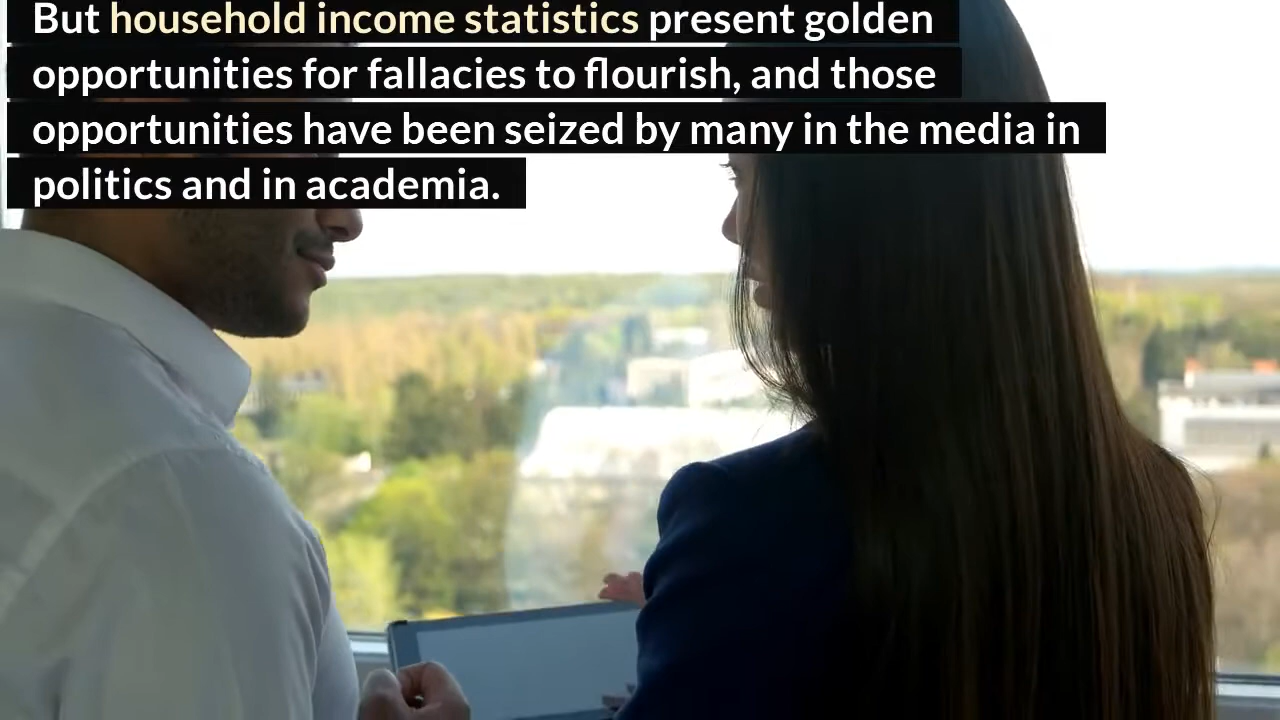 But household income statistics present golden
opportunities for fallacies to flourish, and those
opportunities have been seized by many in the media in
politics and in academia.